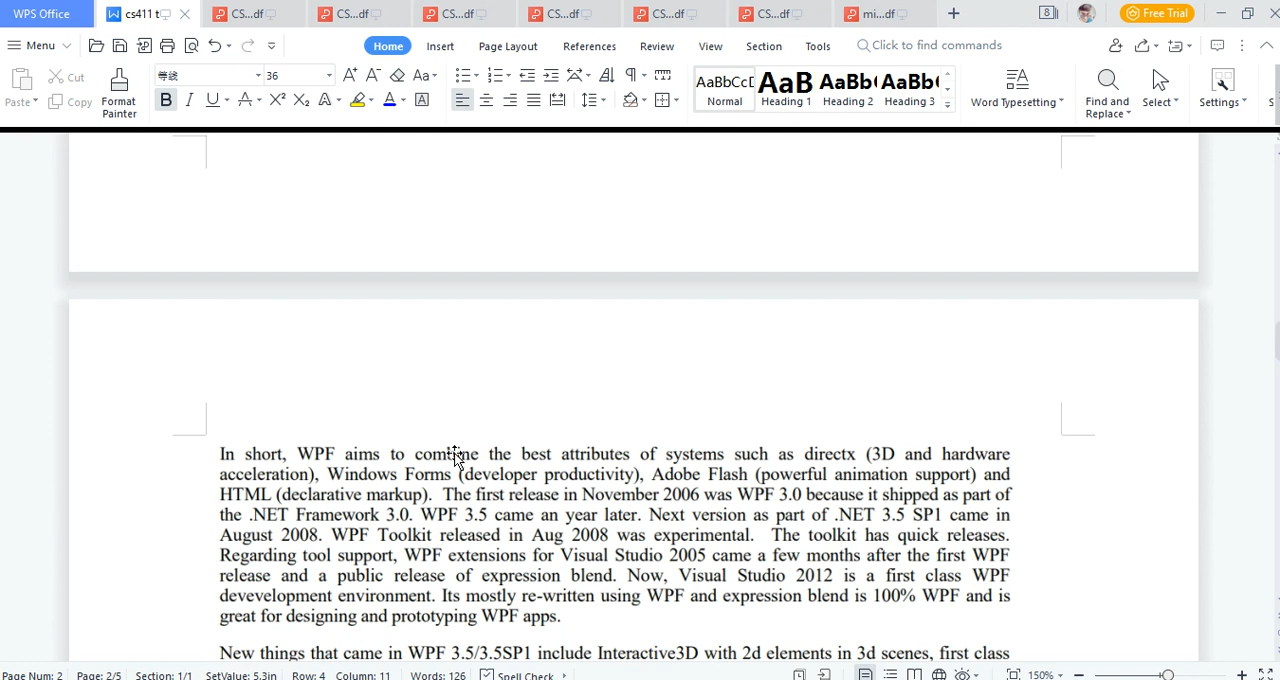 WPS Office cs411 t CS...df CS...df CS...df CS...df CS...df CS...df mi...df + 8 Free Trial
Menu Home Insert Page Layout References Review View Section Tools Click to find commands
Paste Cut Copy Format Painter 等线 36 A+ A- Aa B I U A X² X₂ A A A
AaBbCcD AaB AaBb( AaBb(
Normal Heading 1 Heading 2 Heading 3 Word Typesetting Find and Replace Select Settings S
In short, WPF aims to combine the best attributes of systems such as directx (3D and hardware
acceleration), Windows Forms (developer productivity), Adobe Flash (powerful animation support) and
HTML (declarative markup). The first release in November 2006 was WPF 3.0 because it shipped as part of
the .NET Framework 3.0. WPF 3.5 came an year later. Next version as part of .NET 3.5 SP1 came in
August 2008. WPF Toolkit released in Aug 2008 was experimental. The toolkit has quick releases.
Regarding tool support, WPF extensions for Visual Studio 2005 came a few months after the first WPF
release and a public release of expression blend. Now, Visual Studio 2012 is a first class WPF
devevelopment environment. Its mostly re-written using WPF and expression blend is 100% WPF and is
great for designing and prototyping WPF apps.
New things that came in WPF 3.5/3.5SP1 include Interactive3D with 2d elements in 3d scenes, first class
Page Num: 2 Page: 2/5 Section: 1/1 SetValue: 5.3in Row: 4 Column: 11 Words: 126 Spell Check 150%